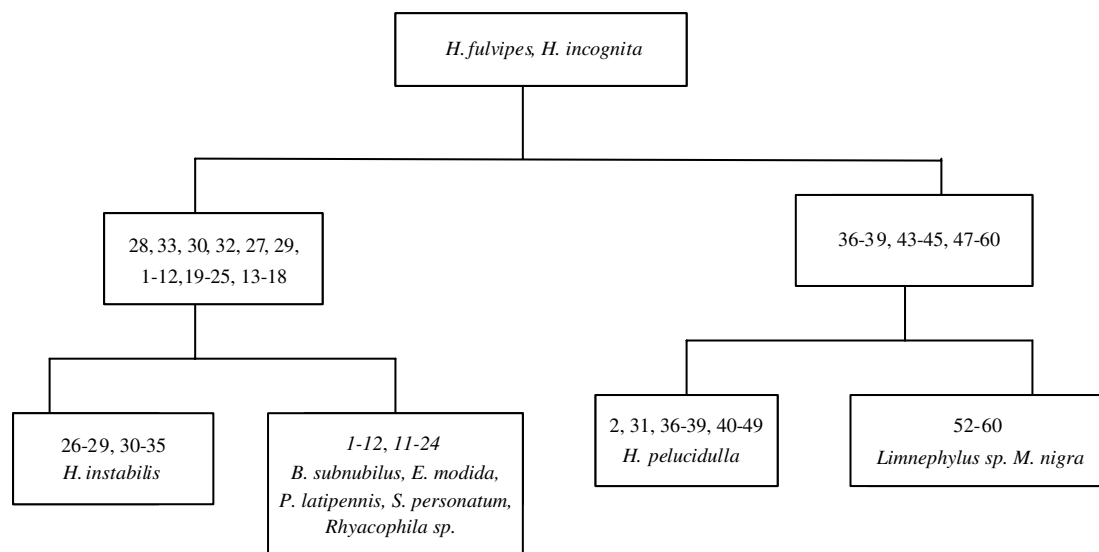 H. fulvipes, H. incognita
28, 33, 30, 32, 27, 29,
1-12,19-25, 13-18
36-39, 43-45, 47-60
26-29, 30-35
H. instabilis
1-12, 11-24
B. subnubilus, E. modida,
P. latipennis, S. personatum,
Rhyacophila sp.
2, 31, 36-39, 40-49
H. pelucidulla
52-60
Limnephylus sp. M. nigra